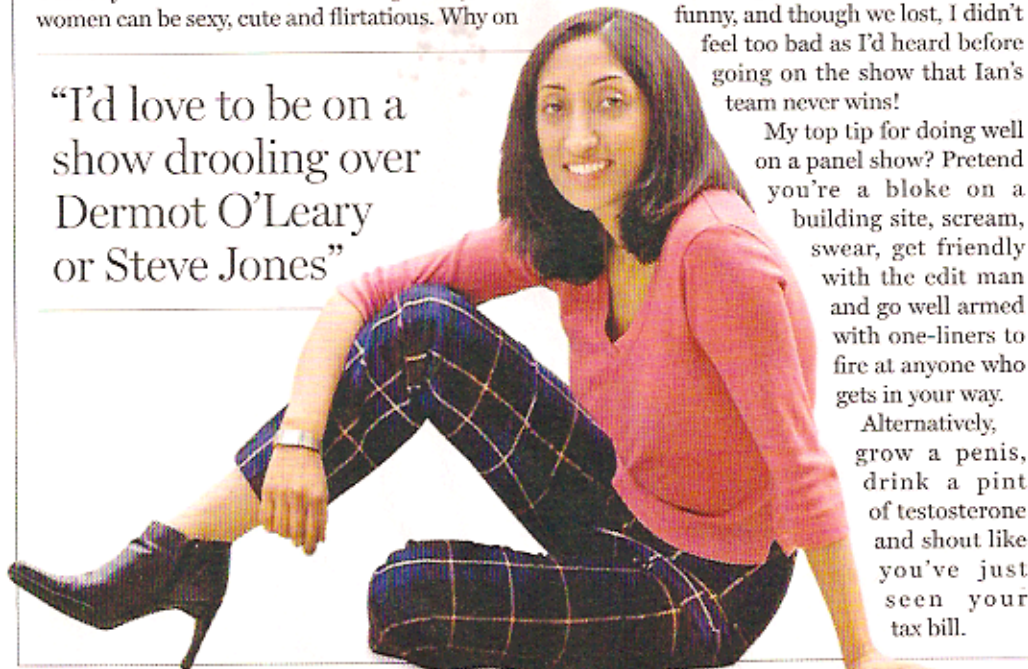 women can be sexy, cute and flirtatious. Why on
“I’d love to be on a
show drooling over
Dermot O’Leary
or Steve Jones”
funny, and though we lost, I didn’t
feel too bad as I’d heard before
going on the show that Ian’s
team never wins!
My top tip for doing well
on a panel show? Pretend
you’re a bloke on a
building site, scream,
swear, get friendly
with the edit man
and go well armed
with one-liners to
fire at anyone who
gets in your way.
Alternatively,
grow a penis,
drink a pint
of testosterone
and shout like
you’ve just
seen your
tax bill.